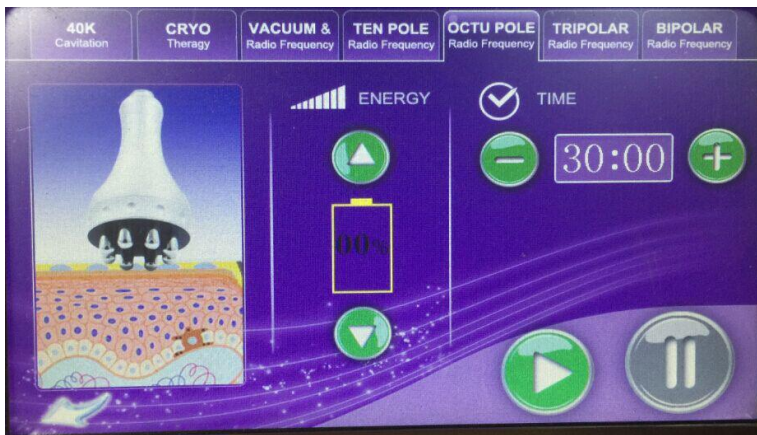 40K
Cavitation
CRYO
Theragy
VACUUM &
Radio Frequency
TEN POLE
Radio Frequency
OCTU POLE
Radio Frequency
TRIPOLAR
Radio Frequency
BIPOLAR
Radio Frequency
ENERGY
TIME
30:00
00%